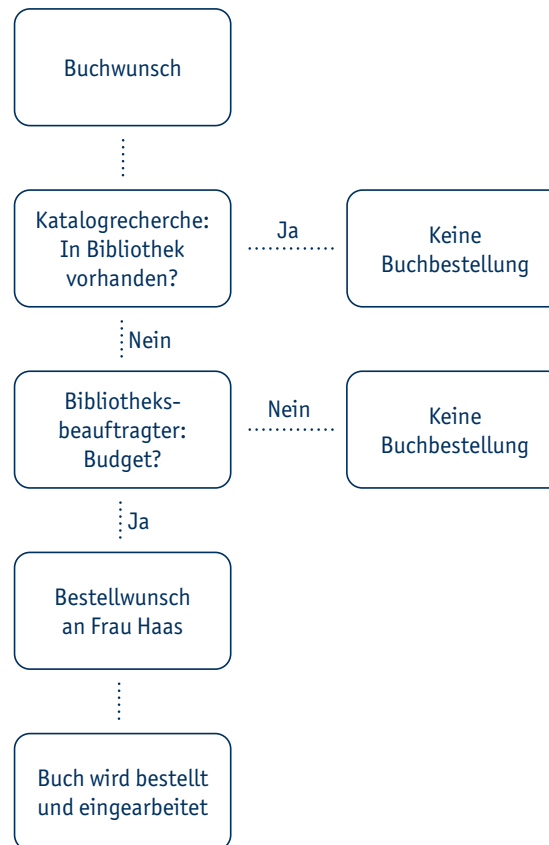 Buchwunsch
Katalogrecherche:
In Bibliothek
vorhanden?
Ja
Keine
Buchbestellung
Nein
Bibliotheks-
beauftragter:
Budget?
Nein
Keine
Buchbestellung
Ja
Bestellwunsch
an Frau Haas
Buch wird bestellt
und eingearbeitet